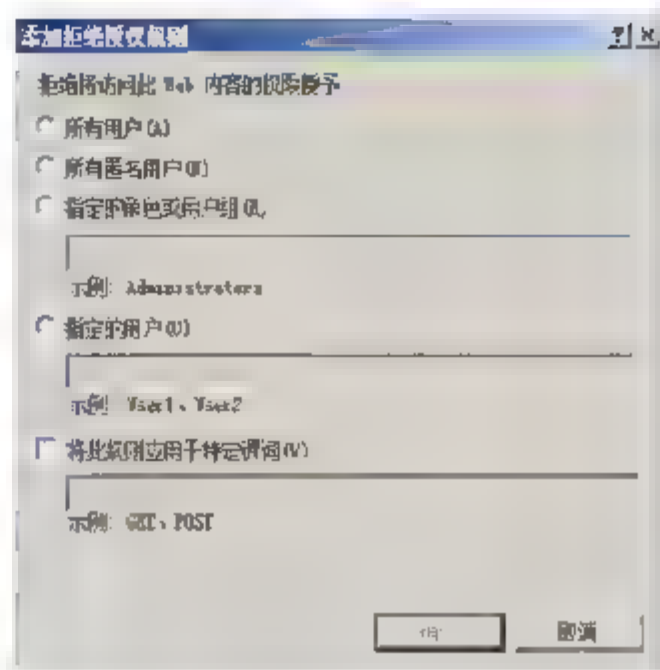 添加拒绝授权规则
拒绝将访问此 Web 内容的权限授予
所有用户(A)
所有匿名用户(N)
指定的角色或用户组(R)
示例: Administrators
指定的用户(U)
示例: User1、User2
将此规则应用于特定谓词(V)
示例: GET、POST
取消